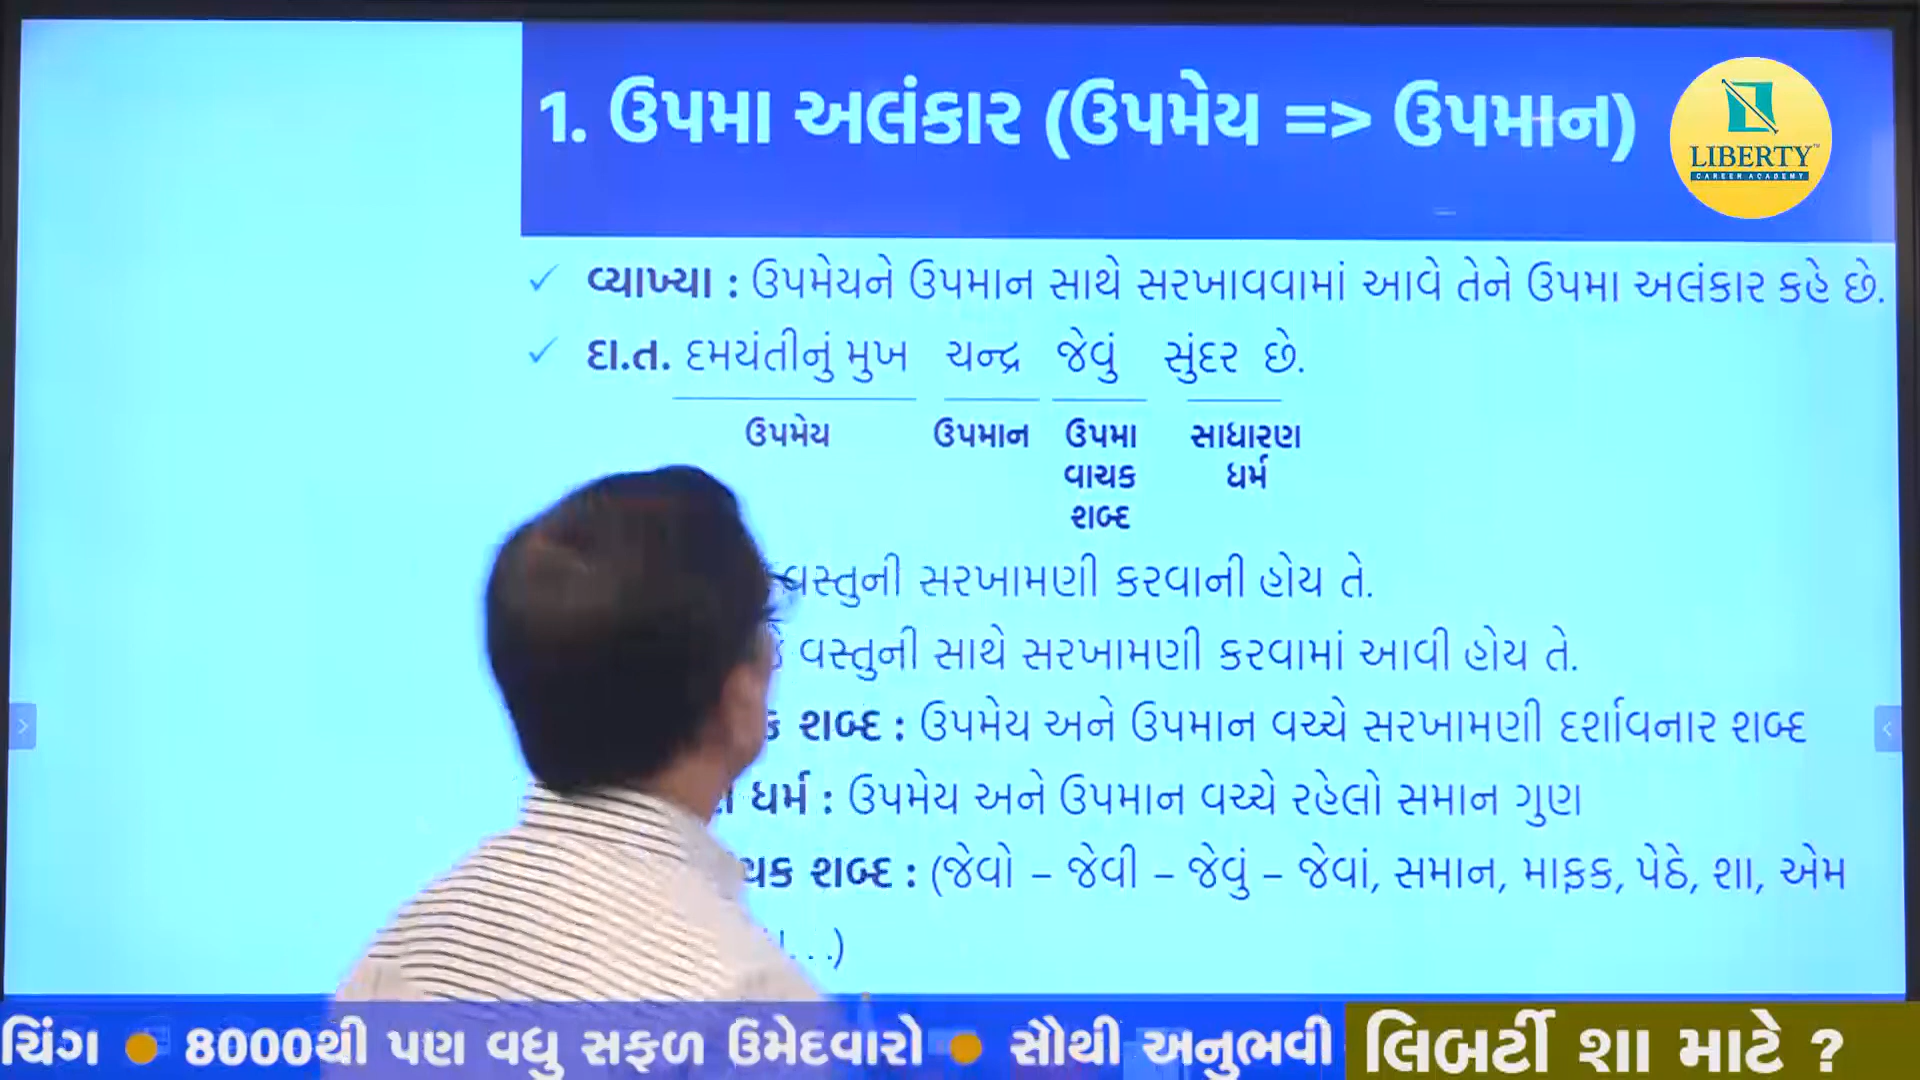 1. ઉપમા અલંકાર (ઉપમેય => ઉપમાન)
LIBERTY
CAREER ACADEMY
✓ વ્યાખ્યા : ઉપમેયને ઉપમાન સાથે સરખાવવામાં આવે તેને ઉપમા અલંકાર કહે છે.
✓ દા.ત. દમયંતીનું મુખ ચન્દ્ર જેવું સુંદર છે.
ઉપમેય ઉપમાન ઉપમા સાધારણ
વાચક ધર્મ
શબ્દ
વસ્તુની સરખામણી કરવાની હોય તે.
વસ્તુની સાથે સરખામણી કરવામાં આવી હોય તે.
શબ્દ : ઉપમેય અને ઉપમાન વચ્ચે સરખામણી દર્શાવનાર શબ્દ
ધર્મ : ઉપમેય અને ઉપમાન વચ્ચે રહેલો સમાન ગુણ
શબ્દ : (જેવો – જેવી – જેવું – જેવાં, સમાન, માફક, પેઠે, શા, એમ
...)
ચિંગ ● 8000થી પણ વધુ સફળ ઉમેદવારો ● સૌથી અનુભવી લિબર્ટી શા માટે ?